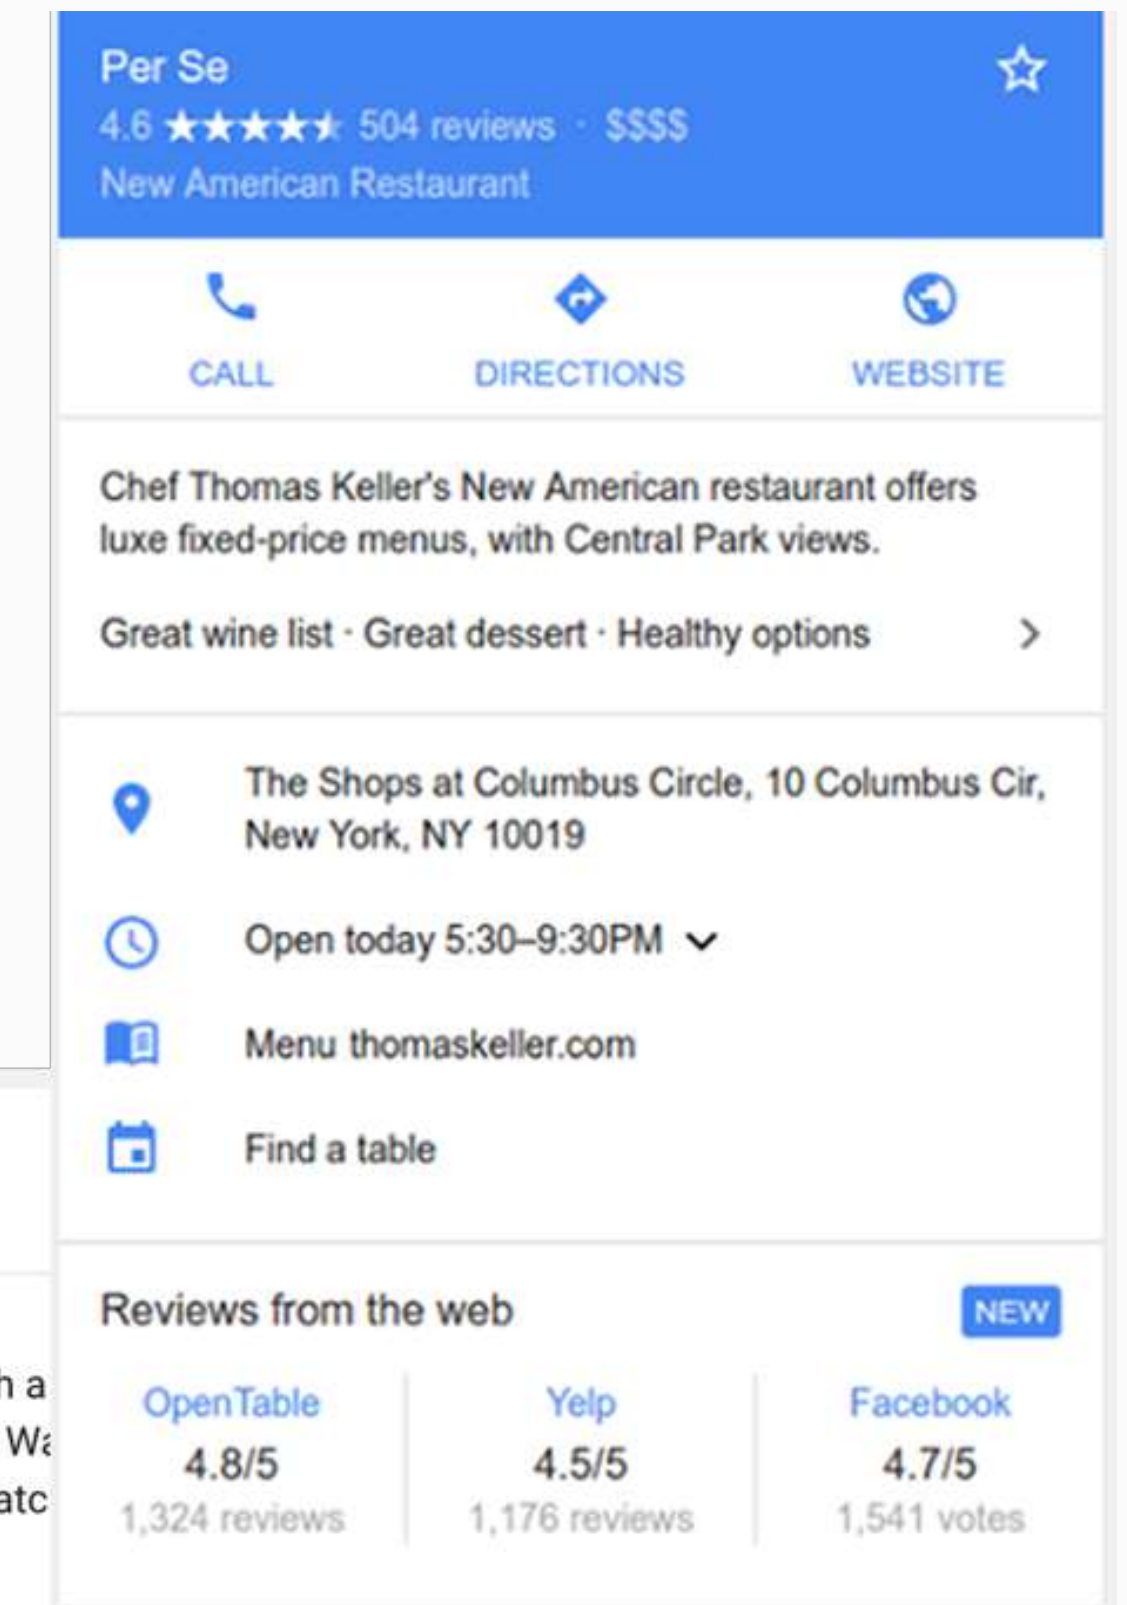 Per Se
4.6 504 reviews · $$$$
New American Restaurant
CALL DIRECTIONS WEBSITE
Chef Thomas Keller's New American restaurant offers
luxe fixed-price menus, with Central Park views.
Great wine list · Great dessert · Healthy options
The Shops at Columbus Circle, 10 Columbus Cir,
New York, NY 10019
Open today 5:30–9:30PM
Menu thomaskeller.com
Find a table
Reviews from the web NEW
OpenTable Yelp Facebook
4.8/5 4.5/5 4.7/5
1,324 reviews 1,176 reviews 1,541 votes